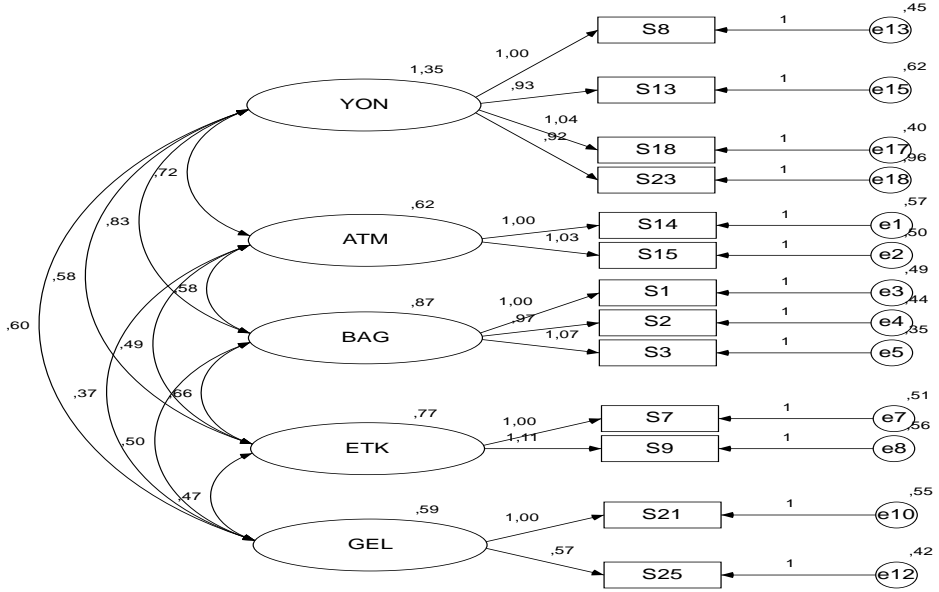 ,45
S8 1 e13
1,00
1,35 ,62
,93 S13 1 e15
YON
1,04 ,40
,92 S18 1 e17
,96
,72 S23 1 e18
,57
,62
,83 1,00 S14 1 e1
ATM ,50
1,03 S15 1 e2
,58 ,49
,58 1,00 S1 1 e3
,87 ,44
,97 S2 1 e4
,60 BAG ,35
,49 1,07 S3 1 e5
,37 ,66 ,51
,77
1,00 S7 1 e7
,50 ,56
ETK 1,11 S9 1 e8
,47 ,55
,59
1,00 S21 1 e10
GEL
,57 ,42
S25 1 e12